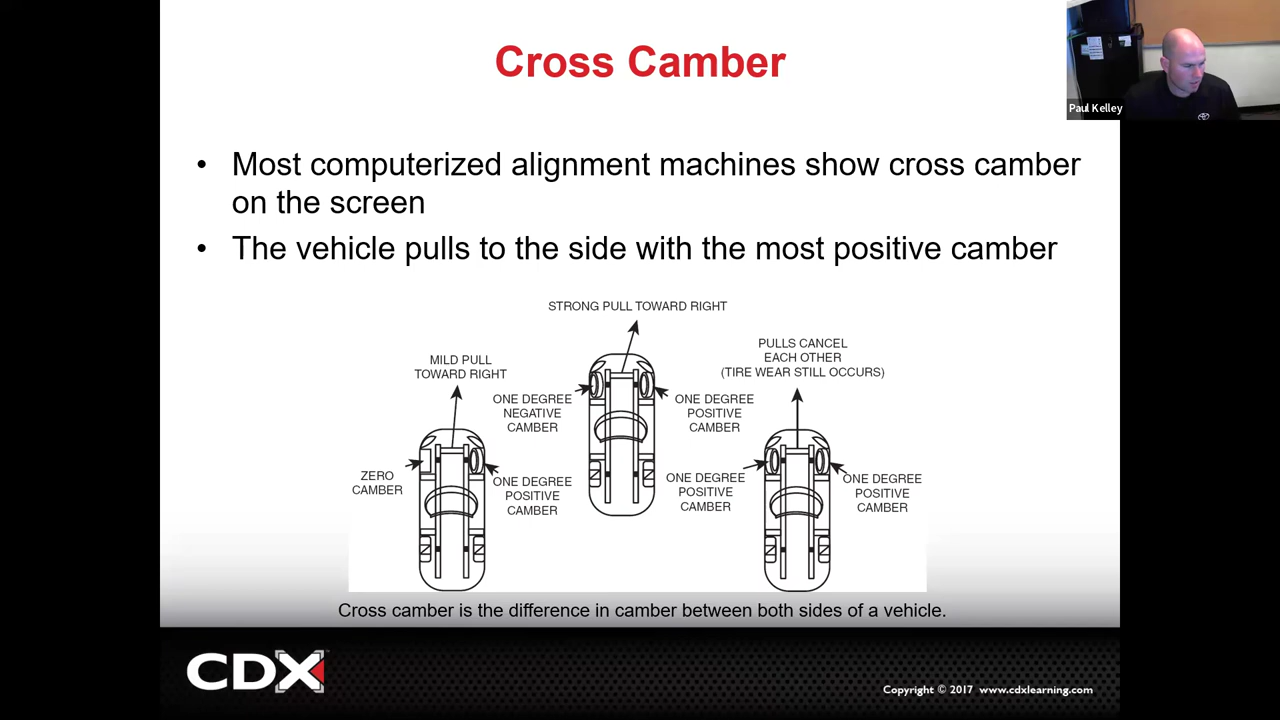 Cross Camber
Paul Kelley
• Most computerized alignment machines show cross camber
on the screen
• The vehicle pulls to the side with the most positive camber
STRONG PULL TOWARD RIGHT
MILD PULL
TOWARD RIGHT
PULLS CANCEL
EACH OTHER
(TIRE WEAR STILL OCCURS)
ONE DEGREE
NEGATIVE
CAMBER
ONE DEGREE
POSITIVE
CAMBER
ZERO
CAMBER
ONE DEGREE
POSITIVE
CAMBER
ONE DEGREE
POSITIVE
CAMBER
ONE DEGREE
POSITIVE
CAMBER
Cross camber is the difference in camber between both sides of a vehicle.
CDX
Copyright © 2017 www.cdxlearning.com